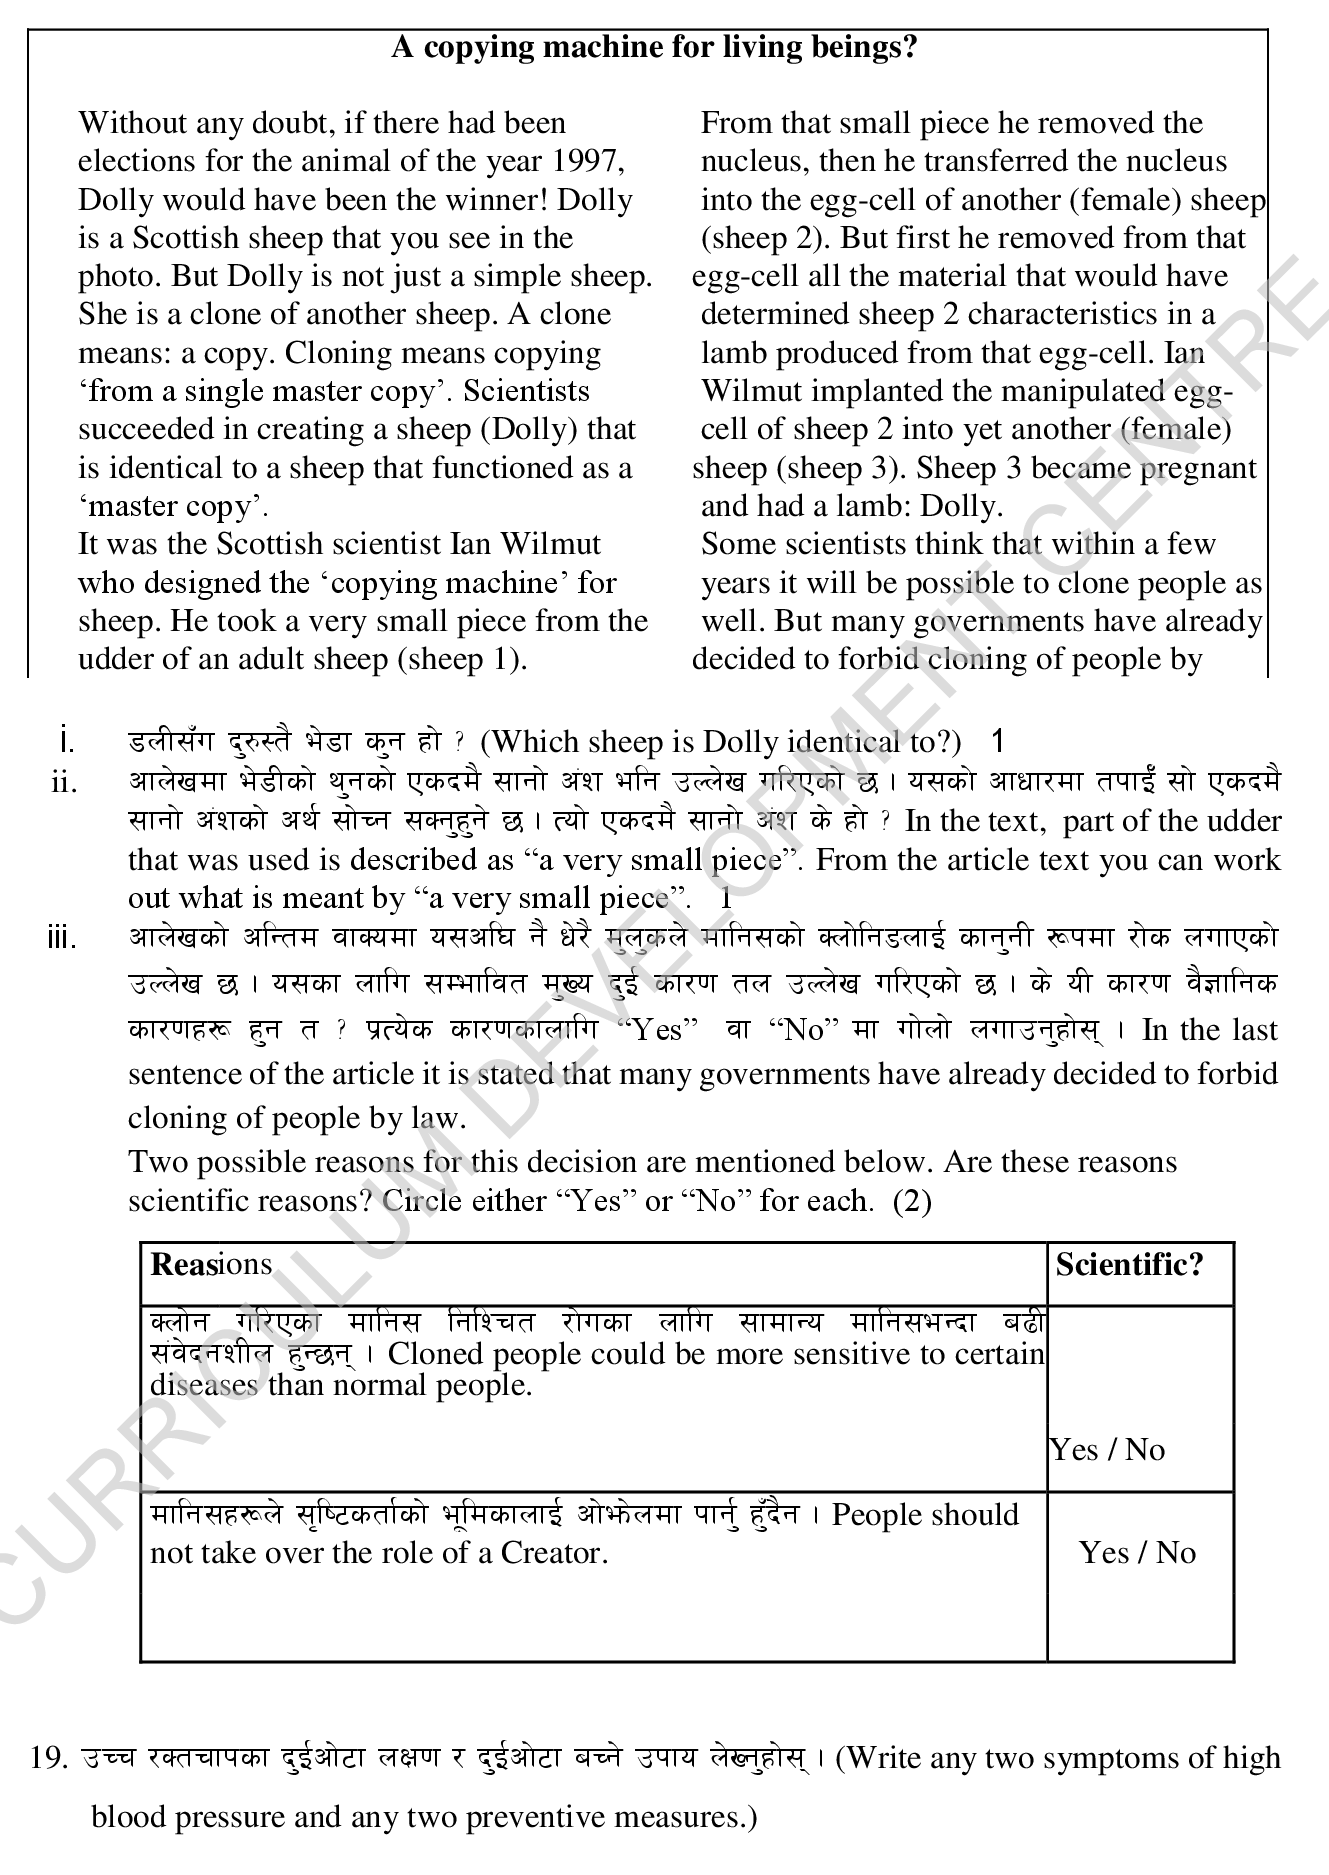 A copying machine for living beings?
Without any doubt, if there had been
elections for the animal of the year 1997,
Dolly would have been the winner! Dolly
is a Scottish sheep that you see in the
photo. But Dolly is not just a simple sheep.
She is a clone of another sheep. A clone
means: a copy. Cloning means copying
‘from a single master copy’. Scientists
succeeded in creating a sheep (Dolly) that
is identical to a sheep that functioned as a
‘master copy’.
It was the Scottish scientist Ian Wilmut
who designed the ‘copying machine’ for
sheep. He took a very small piece from the
udder of an adult sheep (sheep 1).
From that small piece he removed the
nucleus, then he transferred the nucleus
into the egg-cell of another (female) sheep
(sheep 2). But first he removed from that
egg-cell all the material that would have
determined sheep 2 characteristics in a
lamb produced from that egg-cell. Ian
Wilmut implanted the manipulated egg-
cell of sheep 2 into yet another (female)
sheep (sheep 3). Sheep 3 became pregnant
and had a lamb: Dolly.
Some scientists think that within a few
years it will be possible to clone people as
well. But many governments have already
decided to forbid cloning of people by
i. डलीसँग दुरुस्तै भेडा कुन हो ? (Which sheep is Dolly identical to?) 1
ii. आलेखमा भेडीको थुनको एकदमै सानो अंश भनि उल्लेख गरिएको छ । यसको आधारमा तपाईँ सो एकदमै
सानो अंशको अर्थ सोच्न सक्नुहुने छ । त्यो एकदमै सानो अंश के हो ? In the text, part of the udder
that was used is described as “a very small piece”. From the article text you can work
out what is meant by “a very small piece”. 1
iii. आलेखको अन्तिम वाक्यमा यसअघि नै धेरै मुलुकले मानिसको क्लोनिङलाई कानुनी रूपमा रोक लगाएको
उल्लेख छ । यसका लागि सम्भावित मुख्य दुई कारण तल उल्लेख गरिएको छ । के यी कारण वैज्ञानिक
कारणहरू हुन त ? प्रत्येक कारणकालागि “Yes” वा “No” मा गोलो लगाउनुहोस् । In the last
sentence of the article it is stated that many governments have already decided to forbid
cloning of people by law.
Two possible reasons for this decision are mentioned below. Are these reasons
scientific reasons? Circle either “Yes” or “No” for each. (2)
Reasions Scientific?
क्लोन गरिएका मानिस निश्चित रोगका लागि सामान्य मानिसभन्दा बढी
संवेदनशील हुन्छन् । Cloned people could be more sensitive to certain
diseases than normal people.
Yes / No
मानिसहरूले सृष्टिकर्ताको भूमिकालाई ओझेलमा पार्नु हुँदैन । People should
not take over the role of a Creator.
Yes / No
19. उच्च रक्तचापका दुईओटा लक्षण र दुईओटा बच्ने उपाय लेख्नुहोस् । (Write any two symptoms of high
blood pressure and any two preventive measures.)
CURRICULUM DEVELOPMENT CENTRE